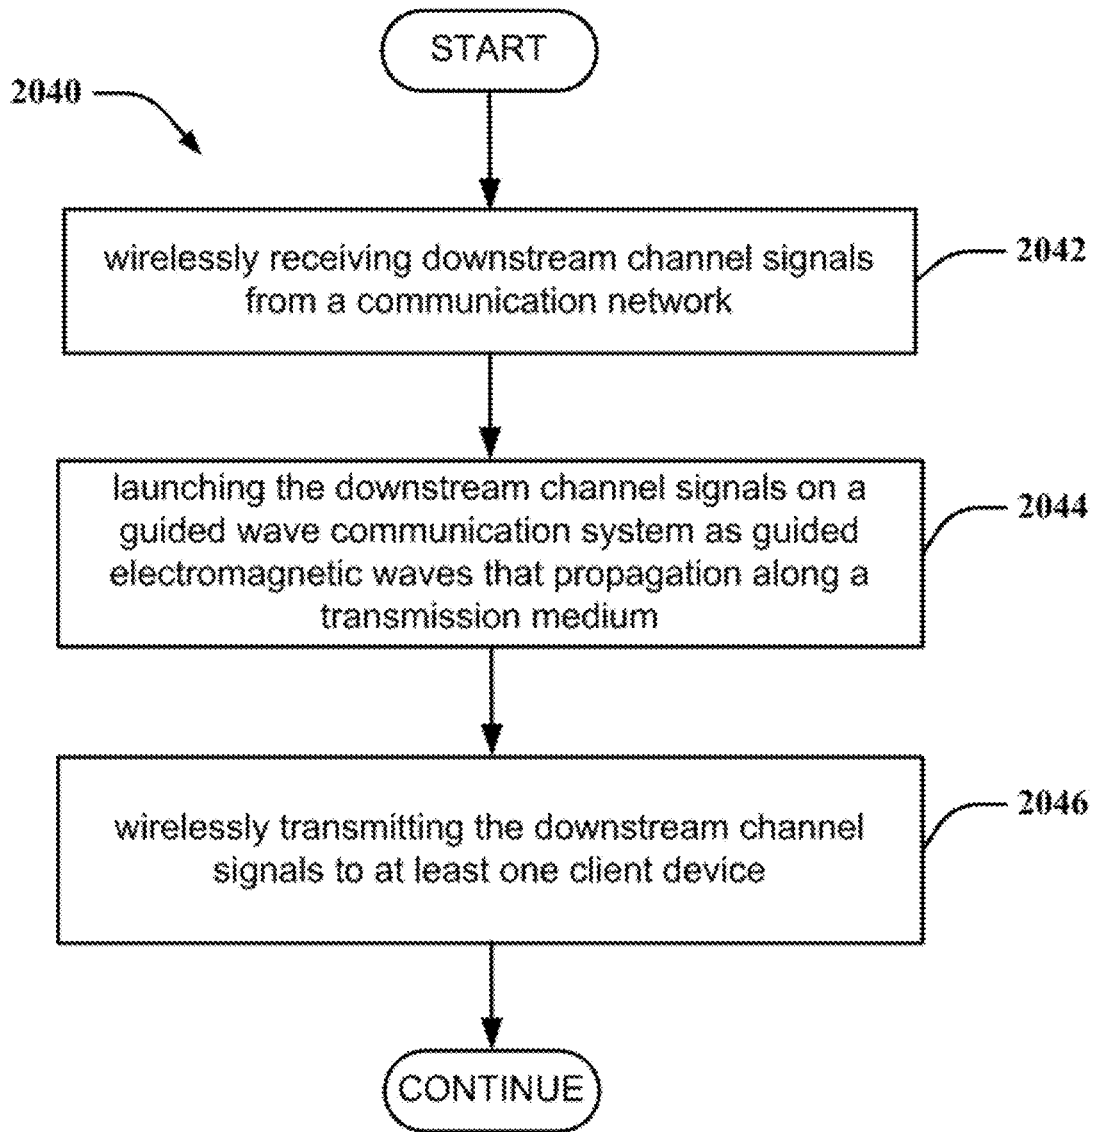 START
2040
wirelessly receiving downstream channel signals
from a communication network
2042
launching the downstream channel signals on a
guided wave communication system as guided
electromagnetic waves that propagation along a
transmission medium
2044
wirelessly transmitting the downstream channel
signals to at least one client device
2046
CONTINUE